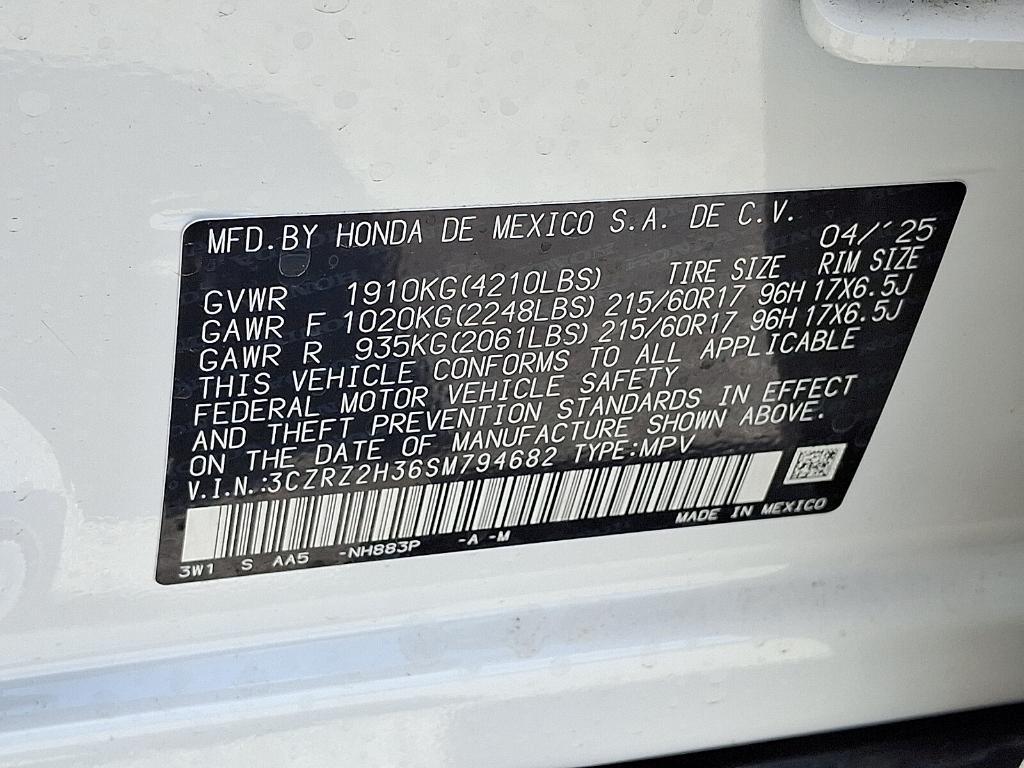 MFD.BY HONDA DE MEXICO S.A. DE C.V.
04/'25
TIRE SIZE RIM SIZE
GVWR 1910KG(4210LBS)
GAWR F 1020KG(2248LBS) 215/60R17 96H 17X6.5J
GAWR R 935KG(2061LBS) 215/60R17 96H 17X6.5J
THIS VEHICLE CONFORMS TO ALL APPLICABLE
FEDERAL MOTOR VEHICLE SAFETY
AND THEFT PREVENTION STANDARDS IN EFFECT
ON THE DATE OF MANUFACTURE SHOWN ABOVE.
V.I.N.:3CZRZ2H36SM794682 TYPE:MPV
MADE IN MEXICO
3W1 S AA5 -NH883P -A -M